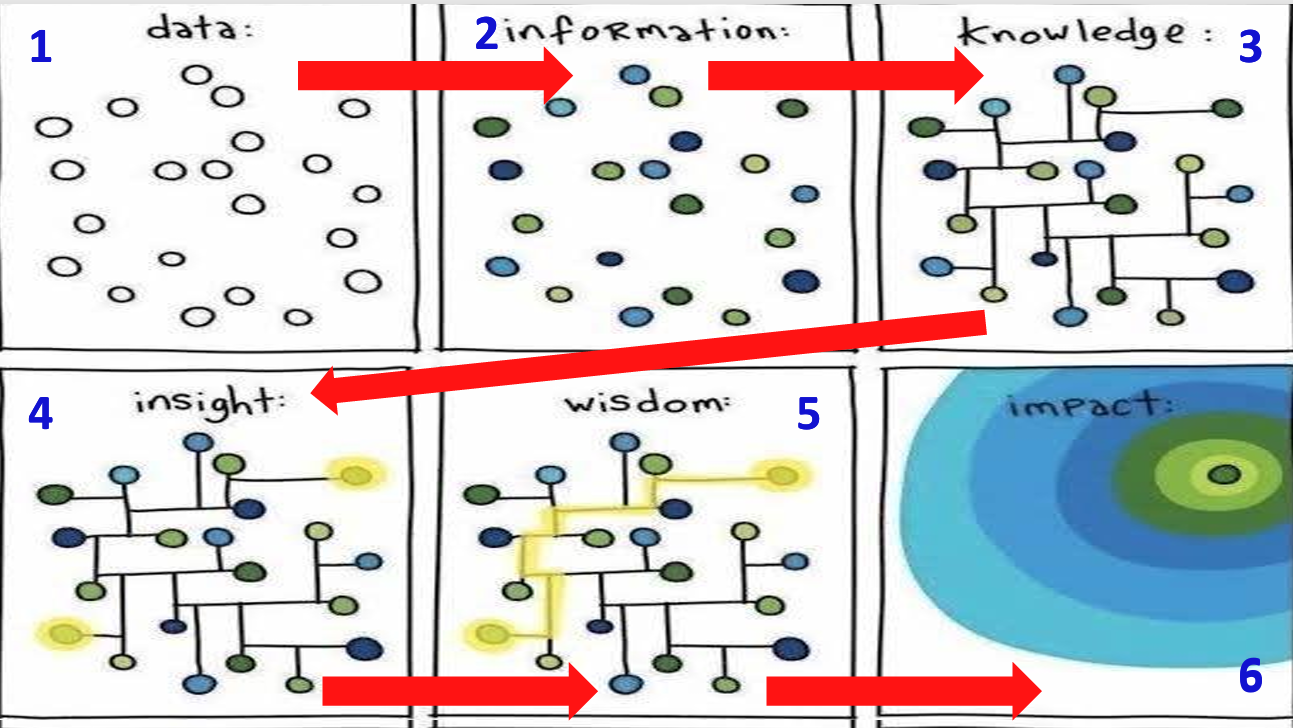 1 data:
2 information:
knowledge: 3
4 insight:
wisdom: 5
impact:
6